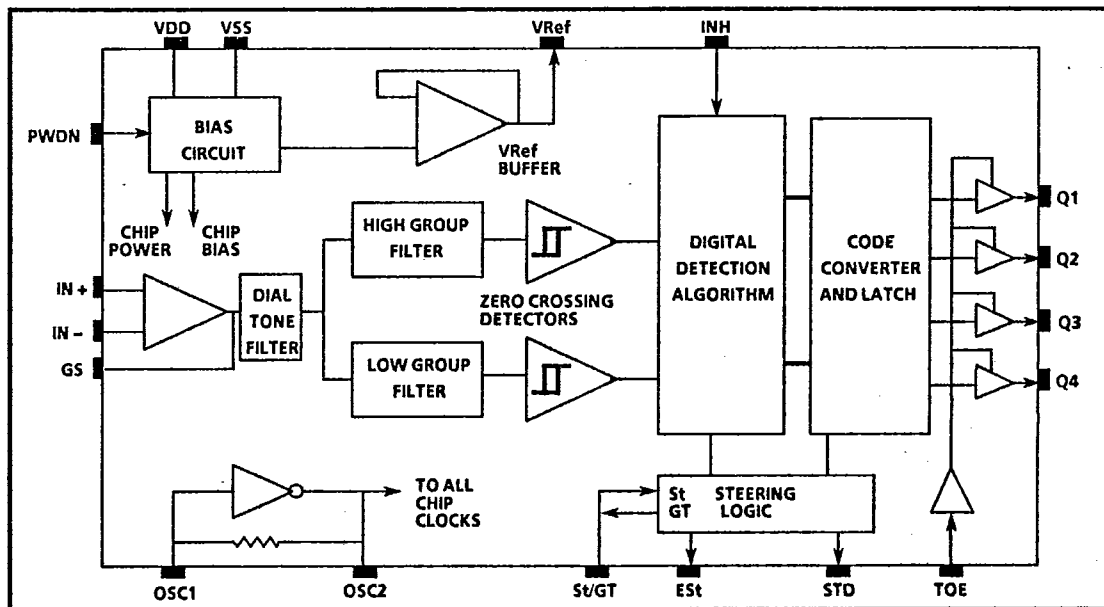 VDD VSS VRef INH
PWDN
BIAS
CIRCUIT
VRef
BUFFER
CHIP
POWER
CHIP
BIAS
HIGH GROUP
FILTER
DIGITAL
DETECTION
ALGORITHM
CODE
CONVERTER
AND LATCH
Q1
Q2
Q3
Q4
IN +
IN –
GS
DIAL
TONE
FILTER
ZERO CROSSING
DETECTORS
LOW GROUP
FILTER
TO ALL
CHIP
CLOCKS
St
GT
STEERING
LOGIC
OSC1 OSC2 St/GT ESt STD TOE